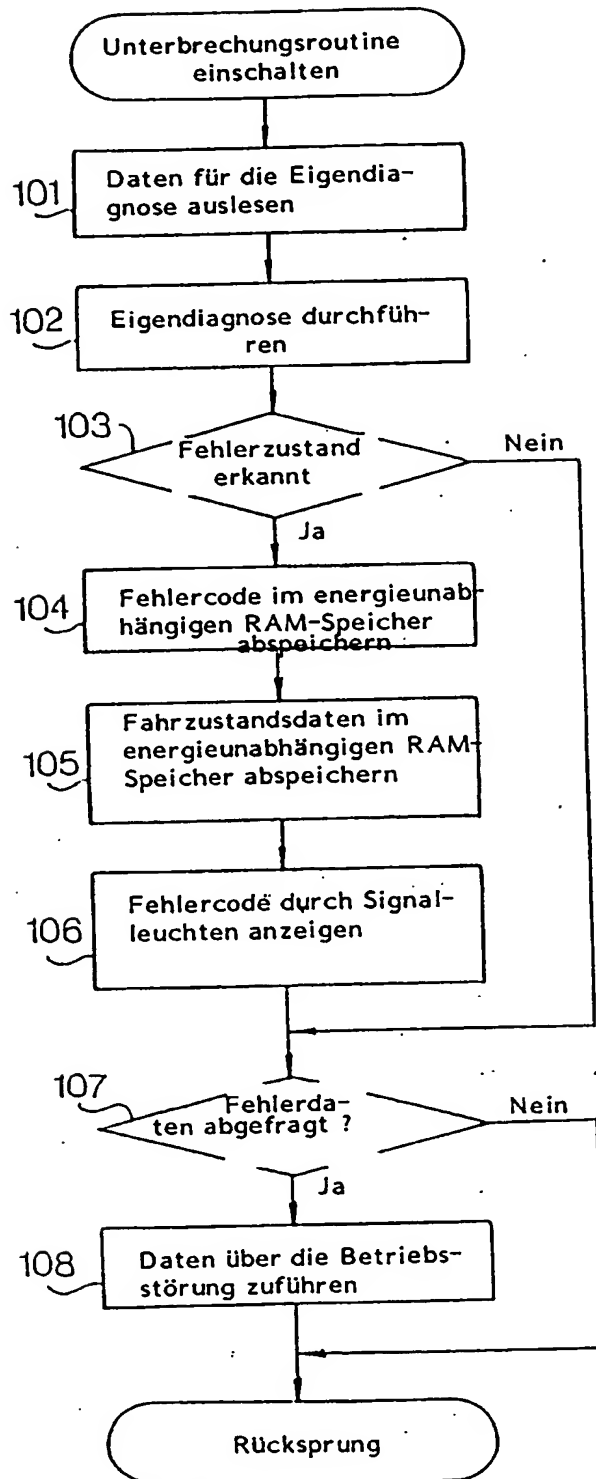 Unterbrechungsroutine
einschalten
101
Daten für die Eigendia-
gnose auslesen
102
Eigendiagnose durchfüh-
ren
103
Fehlerzustand
erkannt
Nein
Ja
104
Fehlercode im energieunab-
hängigen RAM-Speicher
abspeichern
105
Fahrzustandsdaten im
energieunabhängigen RAM-
Speicher abspeichern
106
Fehlercode durch Signal-
leuchten anzeigen
107
Fehlerda-
ten abgefragt ?
Nein
Ja
108
Daten über die Betriebs-
störung zuführen
Rücksprung